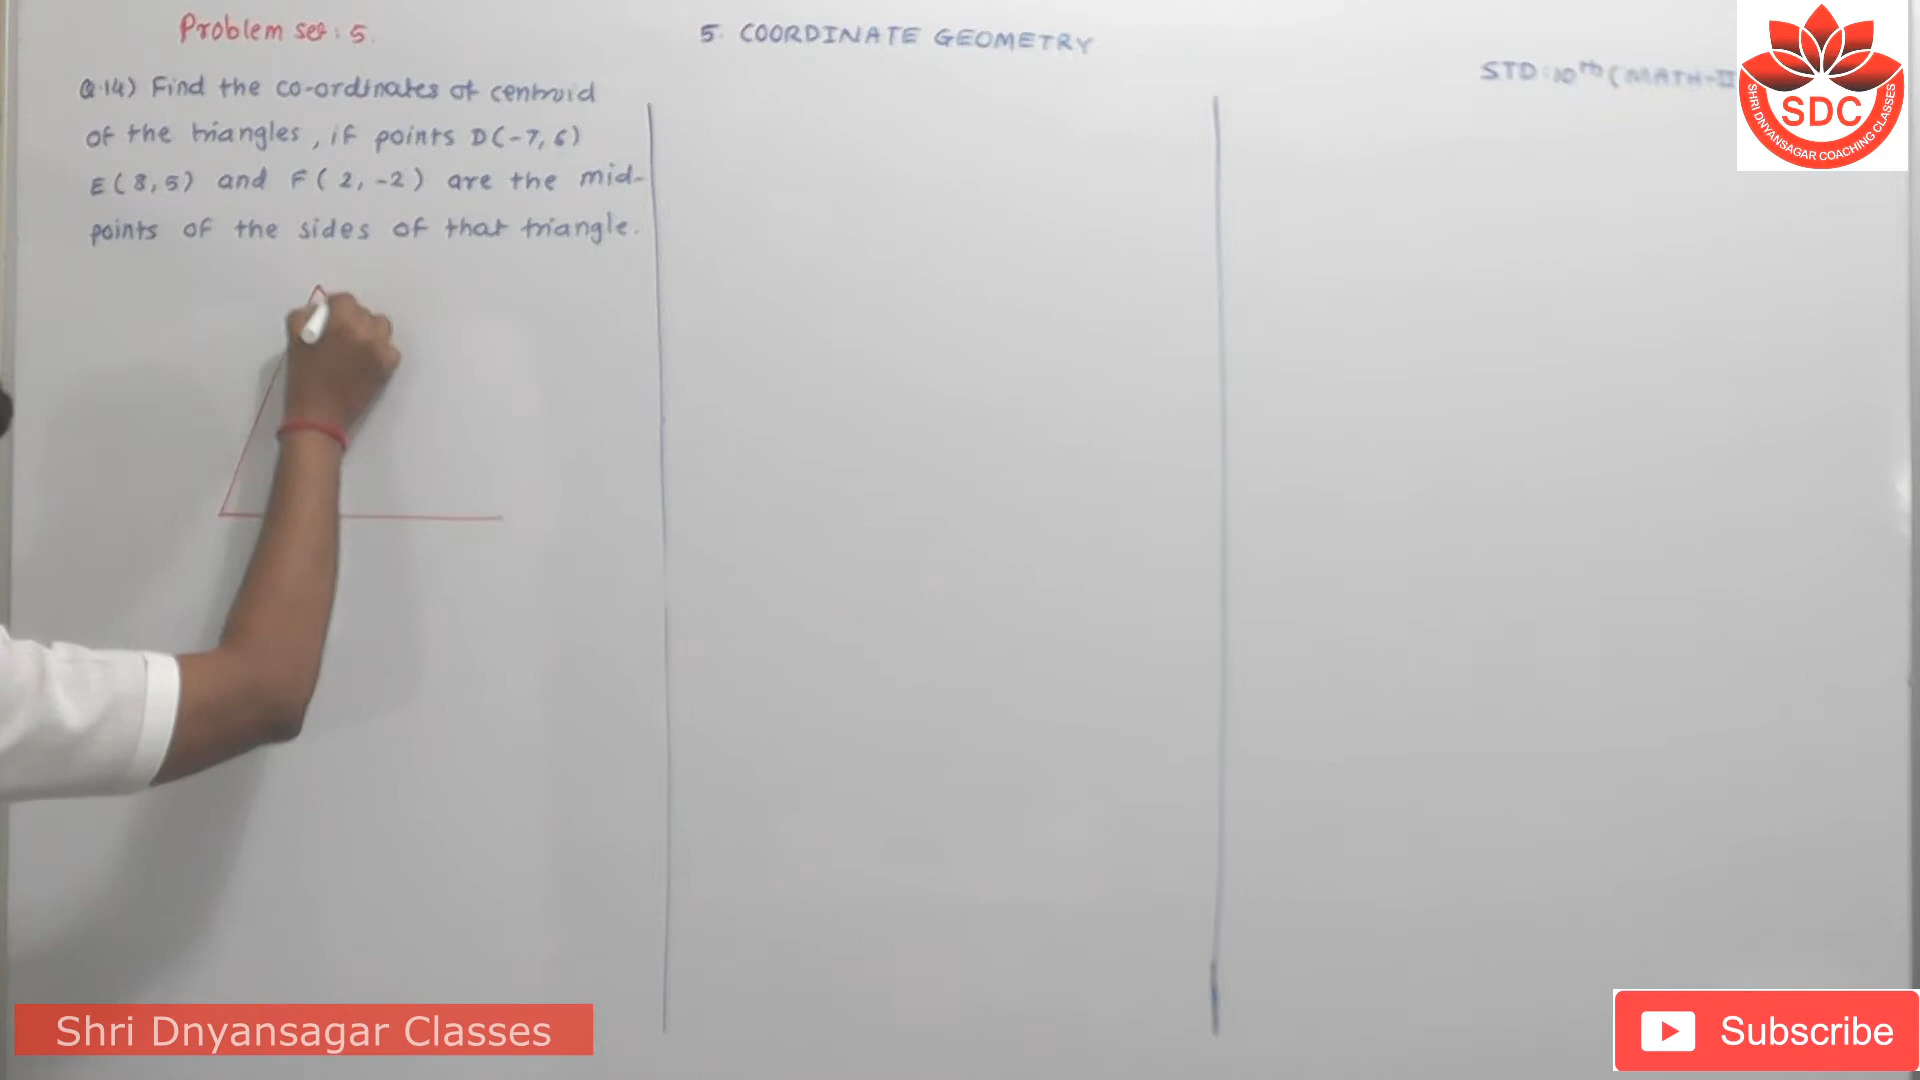 Problem set : 5.
5. COORDINATE GEOMETRY
STD : 10th (MATH-II
Q.14) Find the co-ordinates of centroid
of the triangles, if points D(-7, 6)
E(8, 5) and F(2, -2) are the mid-
points of the sides of that triangle.
SDC
SHRI DNYANSAGAR COACHING CLASSES
Shri Dnyansagar Classes
Subscribe